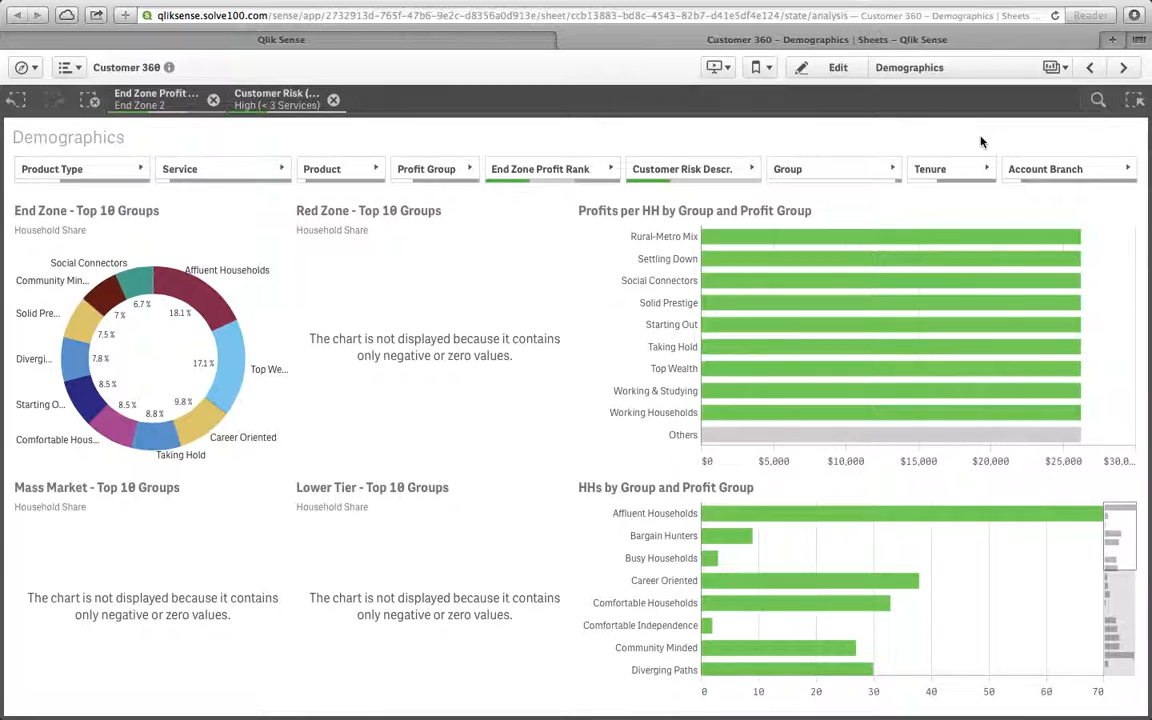 qliksense.solve100.com/sense/app/2732913d-765f-47b6-9e2c-d8356a0d913e/sheet/ccb13883-bd8c-4543-82b7-d41e5df4e124/state/analysis — Customer 360 – Demographics | Sheets –
Reader
Qlik Sense
Customer 360 – Demographics | Sheets – Qlik Sense
Customer 360
Edit
Demographics
End Zone Profit ...
End Zone 2
Customer Risk (...
High (< 3 Services)
Demographics
Product Type
Service
Product
Profit Group
End Zone Profit Rank
Customer Risk Descr.
Group
Tenure
Account Branch
End Zone - Top 10 Groups
Household Share
Social Connectors
Affluent Households
Community Min...
6.7 %
18.1 %
Solid Pre...
7 %
7.5 %
Divergi...
7.8 %
17.1 %
Top We...
8.5 %
Starting O...
8.5 %
8.8 %
9.8 %
Comfortable Hous...
Career Oriented
Taking Hold
Red Zone - Top 10 Groups
Household Share
The chart is not displayed because it contains
only negative or zero values.
Profits per HH by Group and Profit Group
Rural-Metro Mix
Settling Down
Social Connectors
Solid Prestige
Starting Out
Taking Hold
Top Wealth
Working & Studying
Working Households
Others
$0 $5,000 $10,000 $15,000 $20,000 $25,000 $30,0...
Mass Market - Top 10 Groups
Household Share
The chart is not displayed because it contains
only negative or zero values.
Lower Tier - Top 10 Groups
Household Share
The chart is not displayed because it contains
only negative or zero values.
HHs by Group and Profit Group
Affluent Households
Bargain Hunters
Busy Households
Career Oriented
Comfortable Households
Comfortable Independence
Community Minded
Diverging Paths
0 10 20 30 40 50 60 70